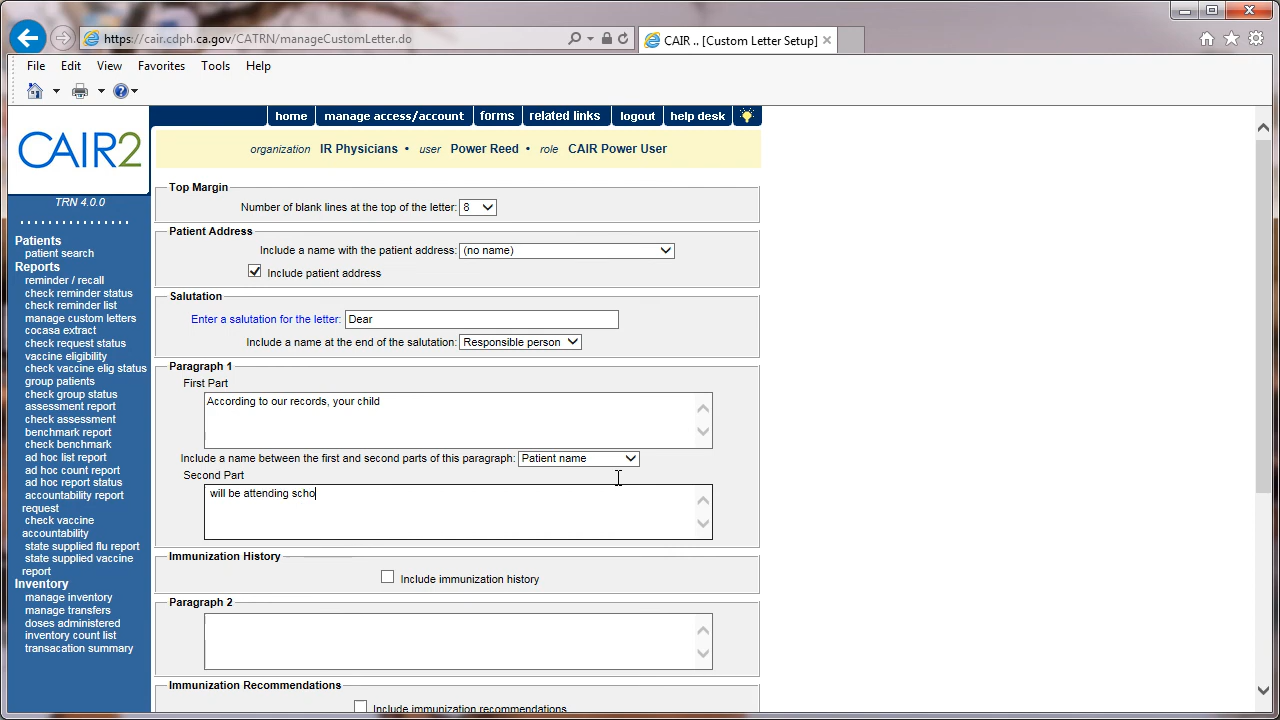 https://cair.cdph.ca.gov/CATRN/manageCustomLetter.do
CAIR .. [Custom Letter Setup]
File Edit View Favorites Tools Help
CAIR2
TRN 4.0.0
home manage access/account forms related links logout help desk
organization IR Physicians • user Power Reed • role CAIR Power User
Patients
patient search
Reports
reminder / recall
check reminder status
check reminder list
manage custom letters
cocasa extract
check request status
vaccine eligibility
check vaccine elig status
group patients
check group status
assessment report
check assessment
benchmark report
check benchmark
ad hoc list report
ad hoc count report
ad hoc report status
accountability report
request
check vaccine
accountability
state supplied flu report
state supplied vaccine
report
Inventory
manage inventory
manage transfers
doses administered
inventory count list
transacation summary
Top Margin
Number of blank lines at the top of the letter: 8
Patient Address
Include a name with the patient address: (no name)
Include patient address
Salutation
Enter a salutation for the letter: Dear
Include a name at the end of the salutation: Responsible person
Paragraph 1
First Part
According to our records, your child
Include a name between the first and second parts of this paragraph: Patient name
Second Part
will be attending scho
Immunization History
Include immunization history
Paragraph 2
Immunization Recommendations
Include immunization recommendations